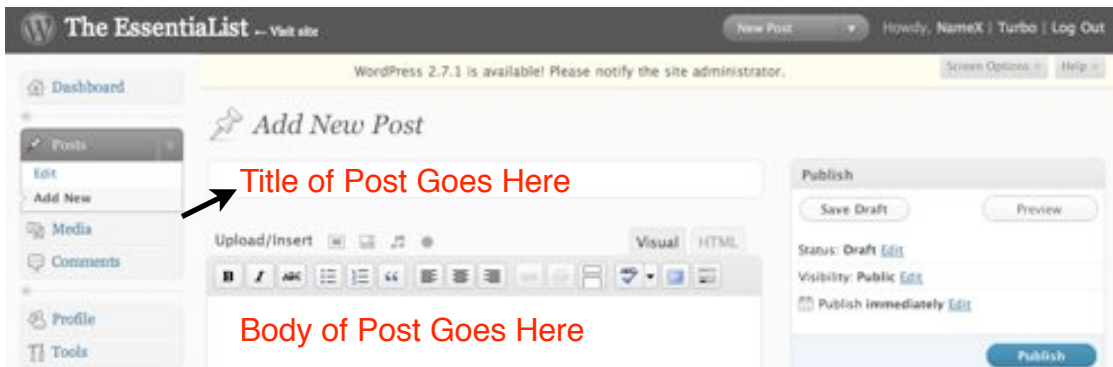 The EssentiaList – Visit site
New Post
Howdy, NameX | Turbo | Log Out
WordPress 2.7.1 is available! Please notify the site administrator.
Screen Options
Help
Dashboard
Add New Post
Posts
Edit
Add New
Title of Post Goes Here
Publish
Save Draft
Preview
Media
Upload/Insert
Visual
HTML
Status: Draft Edit
Comments
B I ABC
Visibility: Public Edit
Publish immediately Edit
Profile
Body of Post Goes Here
Tools
Publish